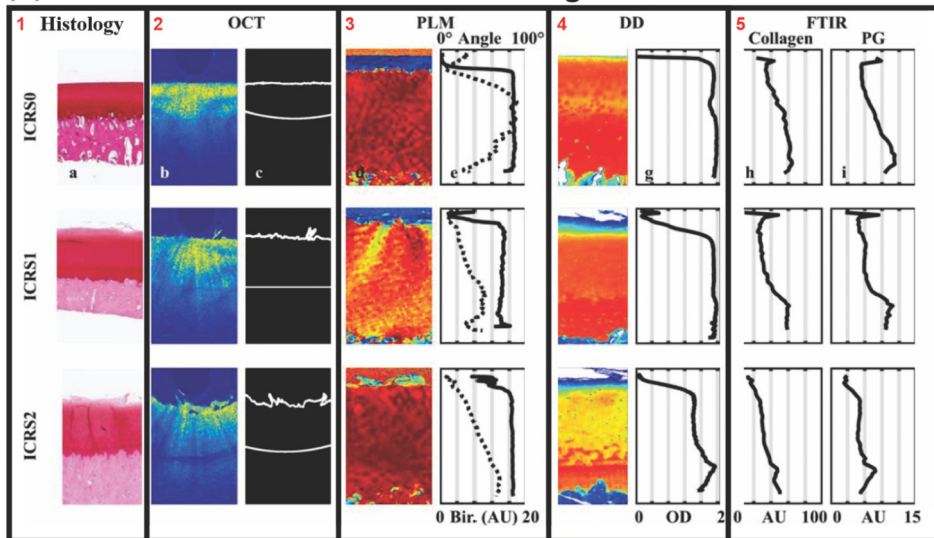 1 Histology 2 OCT 3 PLM 4 DD 5 FTIR
0° Angle 100° Collagen PG
ICRS0
a b c d e g h i
ICRS1
ICRS2
0 Bir. (AU) 20 0 OD 2 0 AU 100 0 AU 15